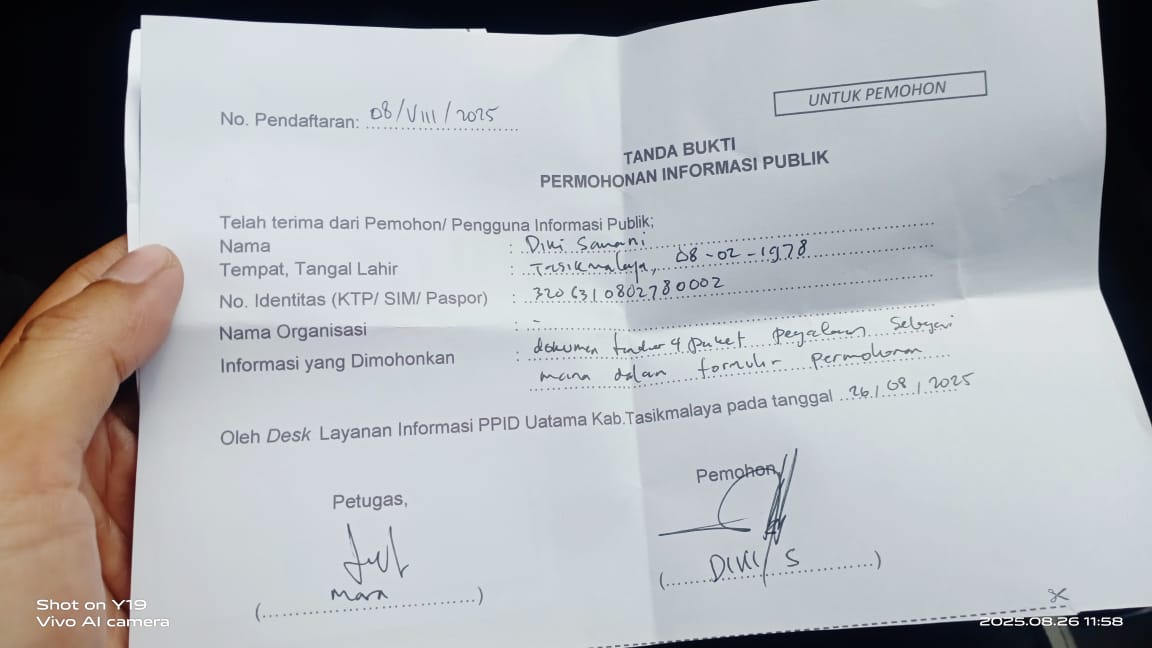 No. Pendaftaran: 08/VIII/2025
UNTUK PEMOHON
TANDA BUKTI
PERMOHONAN INFORMASI PUBLIK
Telah terima dari Pemohon/ Pengguna Informasi Publik;
Nama : Diki Samani
Tempat, Tangal Lahir : Tasikmalaya, 08-02-1978
No. Identitas (KTP/ SIM/ Paspor) : 3206310802780002
Nama Organisasi : -
Informasi yang Dimohonkan : dokumen tender 4 paket pegalaman Sebagai
mana dalam formulir permohonan
Oleh Desk Layanan Informasi PPID Uatama Kab.Tasikmalaya pada tanggal 26/08/2025
Petugas,
Pemohon,
(Mara)
(DIKI S)
Shot on Y19
Vivo AI camera
2025.08.26 11:58